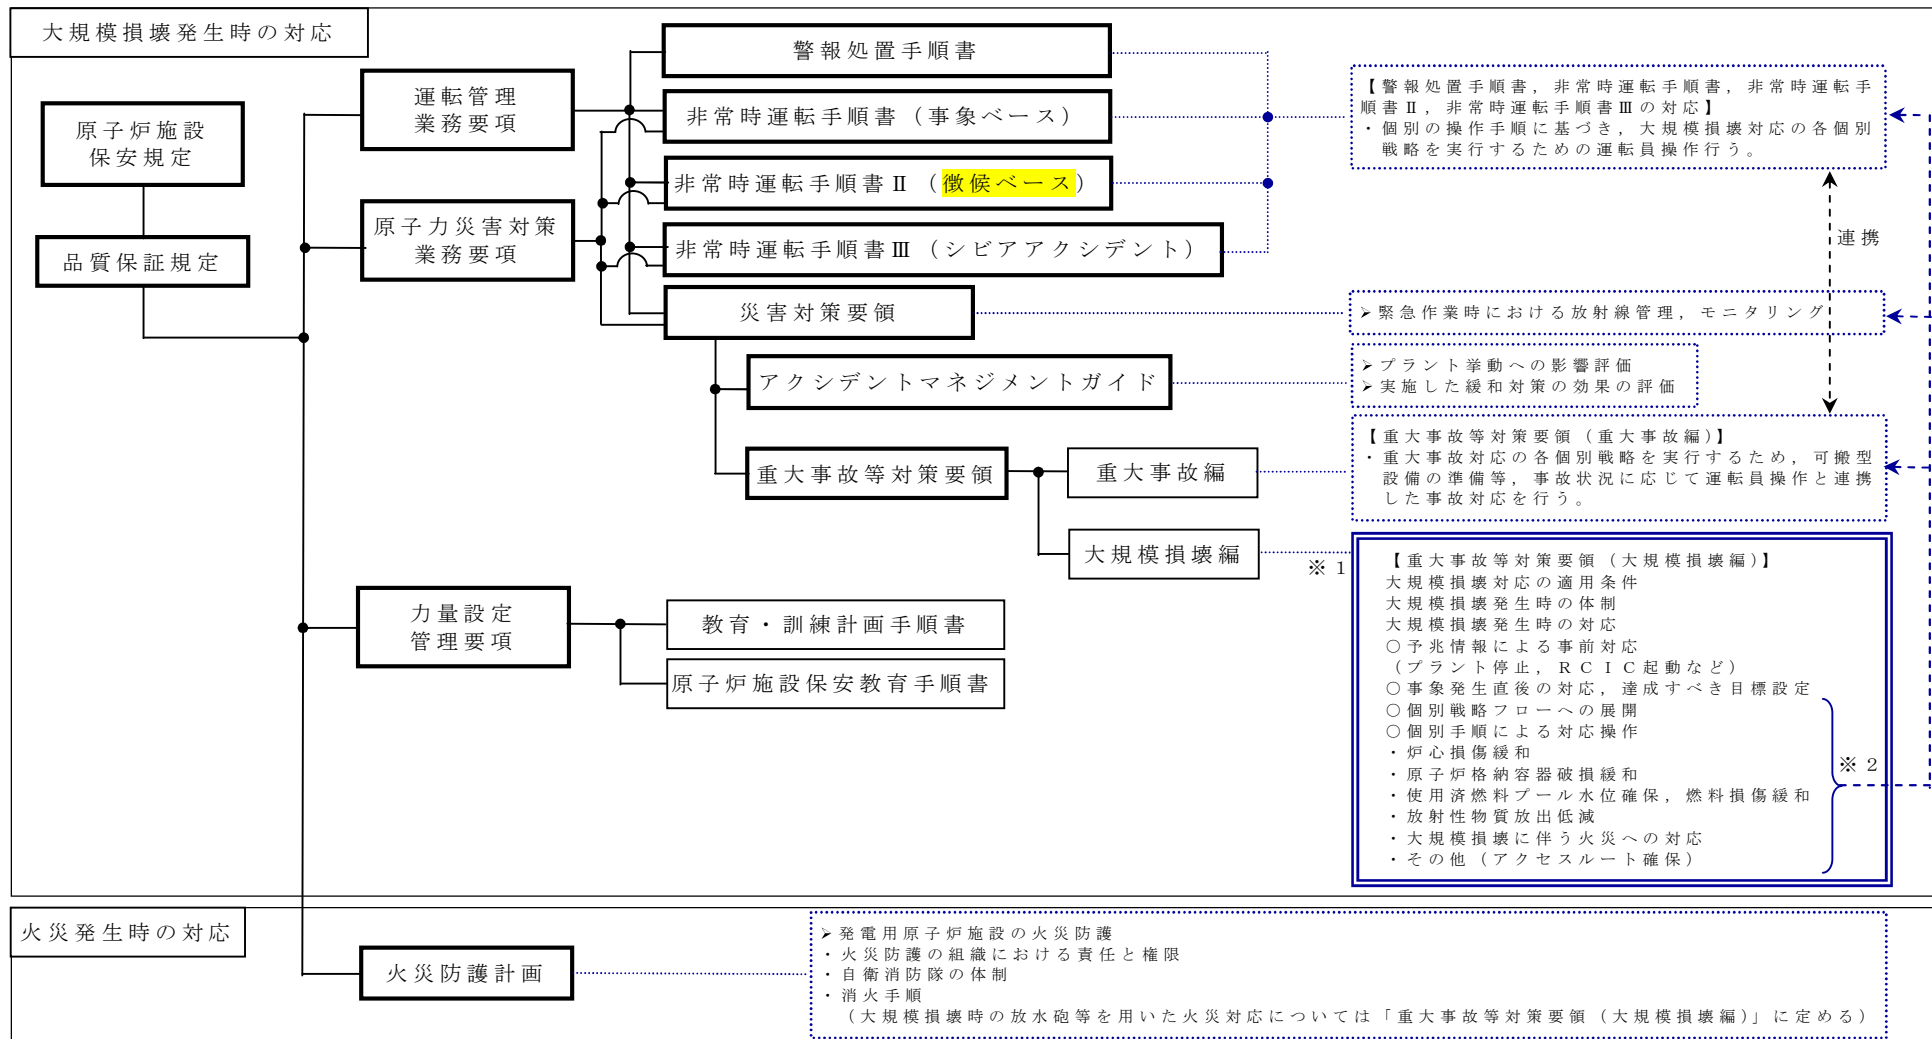 大規模損壊発生時の対応
原子炉施設
保安規定
品質保証規定
運転管理
業務要項
原子力災害対策
業務要項
警報処置手順書
非常時運転手順書（事象ベース）
非常時運転手順書Ⅱ（徴候ベース）
非常時運転手順書Ⅲ（シビアアクシデント）
災害対策要領
アクシデントマネジメントガイド
重大事故等対策要領
重大事故編
大規模損壊編
※１
力量設定
管理要項
教育・訓練計画手順書
原子炉施設保安教育手順書
【警報処置手順書，非常時運転手順書，非常時運転手
順書Ⅱ，非常時運転手順書Ⅲの対応】
・個別の操作手順に基づき，大規模損壊対応の各個別
戦略を実行するための運転員操作行う。
連携
➢緊急作業時における放射線管理，モニタリング
➢プラント挙動への影響評価
➢実施した緩和対策の効果の評価
【重大事故等対策要領（重大事故編）】
・重大事故対応の各個別戦略を実行するため，可搬型
設備の準備等，事故状況に応じて運転員操作と連携
した事故対応を行う。
【重大事故等対策要領（大規模損壊編）】
大規模損壊対応の適用条件
大規模損壊発生時の体制
大規模損壊発生時の対応
○予兆情報による事前対応
（プラント停止，ＲＣＩＣ起動など）
○事象発生直後の対応，達成すべき目標設定
○個別戦略フローへの展開
○個別手順による対応操作
・炉心損傷緩和
・原子炉格納容器破損緩和
・使用済燃料プール水位確保，燃料損傷緩和
・放射性物質放出低減
・大規模損壊に伴う火災への対応
・その他（アクセスルート確保）
※２
火災発生時の対応
火災防護計画
➢発電用原子炉施設の火災防護
・火災防護の組織における責任と権限
・自衛消防隊の体制
・消火手順
（大規模損壊時の放水砲等を用いた火災対応については「重大事故等対策要領（大規模損壊編）」に定める）